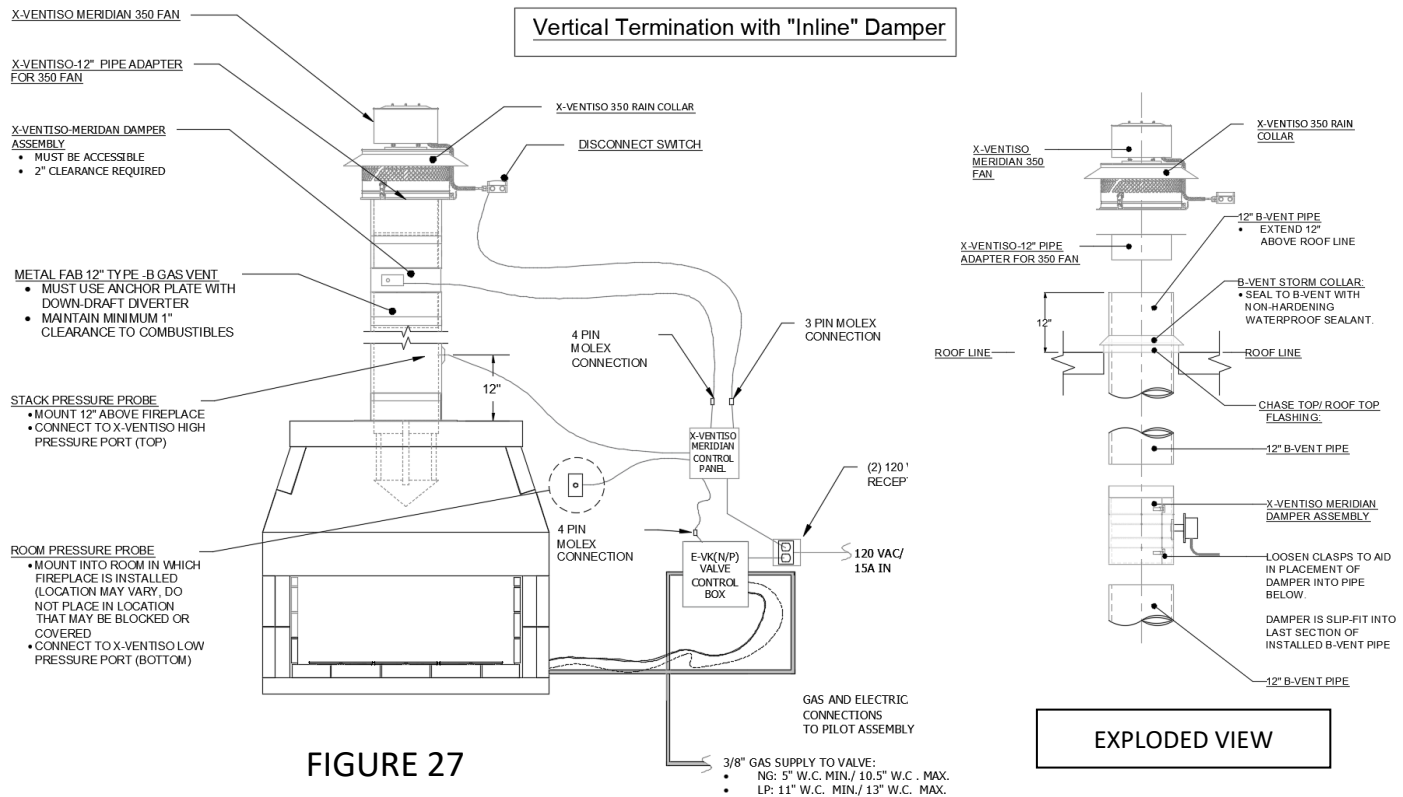 Vertical Termination with "Inline" Damper
X-VENTISO MERIDIAN 350 FAN
X-VENTISO-12" PIPE ADAPTER
FOR 350 FAN
X-VENTISO-MERIDAN DAMPER
ASSEMBLY
• MUST BE ACCESSIBLE
• 2" CLEARANCE REQUIRED
METAL FAB 12" TYPE -B GAS VENT
• MUST USE ANCHOR PLATE WITH
DOWN-DRAFT DIVERTER
• MAINTAIN MINIMUM 1"
CLEARANCE TO COMBUSTIBLES
STACK PRESSURE PROBE
• MOUNT 12" ABOVE FIREPLACE
• CONNECT TO X-VENTISO HIGH
PRESSURE PORT (TOP)
ROOM PRESSURE PROBE
• MOUNT INTO ROOM IN WHICH
FIREPLACE IS INSTALLED
(LOCATION MAY VARY, DO
NOT PLACE IN LOCATION
THAT MAY BE BLOCKED OR
COVERED
• CONNECT TO X-VENTISO LOW
PRESSURE PORT (BOTTOM)
X-VENTISO 350 RAIN COLLAR
DISCONNECT SWITCH
4 PIN
MOLEX
CONNECTION
3 PIN MOLEX
CONNECTION
12"
X-VENTISO
MERIDIAN
CONTROL
PANEL
(2) 120
RECEP
4 PIN
MOLEX
CONNECTION
E-VK(N/P)
VALVE
CONTROL
BOX
120 VAC/
15A IN
GAS AND ELECTRIC
CONNECTIONS
TO PILOT ASSEMBLY
3/8" GAS SUPPLY TO VALVE:
• NG: 5" W.C. MIN./ 10.5" W.C . MAX.
• LP: 11" W.C. MIN./ 13" W.C. MAX.
FIGURE 27
X-VENTISO
MERIDIAN 350
FAN
X-VENTISO 350 RAIN
COLLAR
X-VENTISO-12" PIPE
ADAPTER FOR 350 FAN
12" B-VENT PIPE
• EXTEND 12"
ABOVE ROOF LINE
B-VENT STORM COLLAR:
• SEAL TO B-VENT WITH
NON-HARDENING
WATERPROOF SEALANT.
12"
ROOF LINE
ROOF LINE
CHASE TOP/ ROOF TOP
FLASHING:
12" B-VENT PIPE
X-VENTISO MERIDIAN
DAMPER ASSEMBLY
LOOSEN CLASPS TO AID
IN PLACEMENT OF
DAMPER INTO PIPE
BELOW.
DAMPER IS SLIP-FIT INTO
LAST SECTION OF
INSTALLED B-VENT PIPE
12" B-VENT PIPE
EXPLODED VIEW